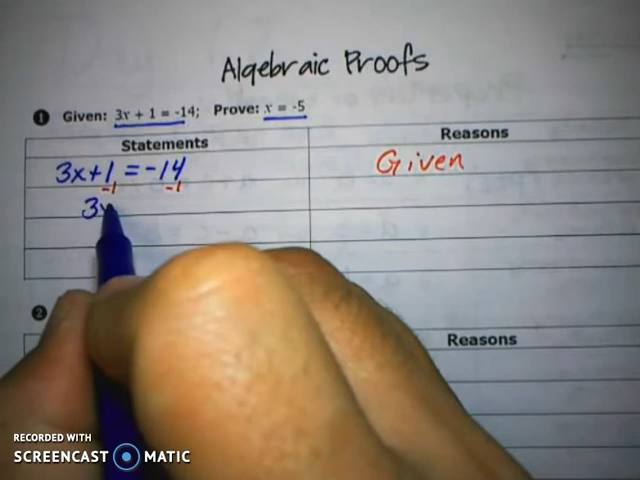 Algebraic Proofs
1 Given: 3x + 1 = -14; Prove: x = -5
Statements
Reasons
3x+1 = -14
Given
-1 -1
3x
2
Reasons
RECORDED WITH
SCREENCAST MATIC